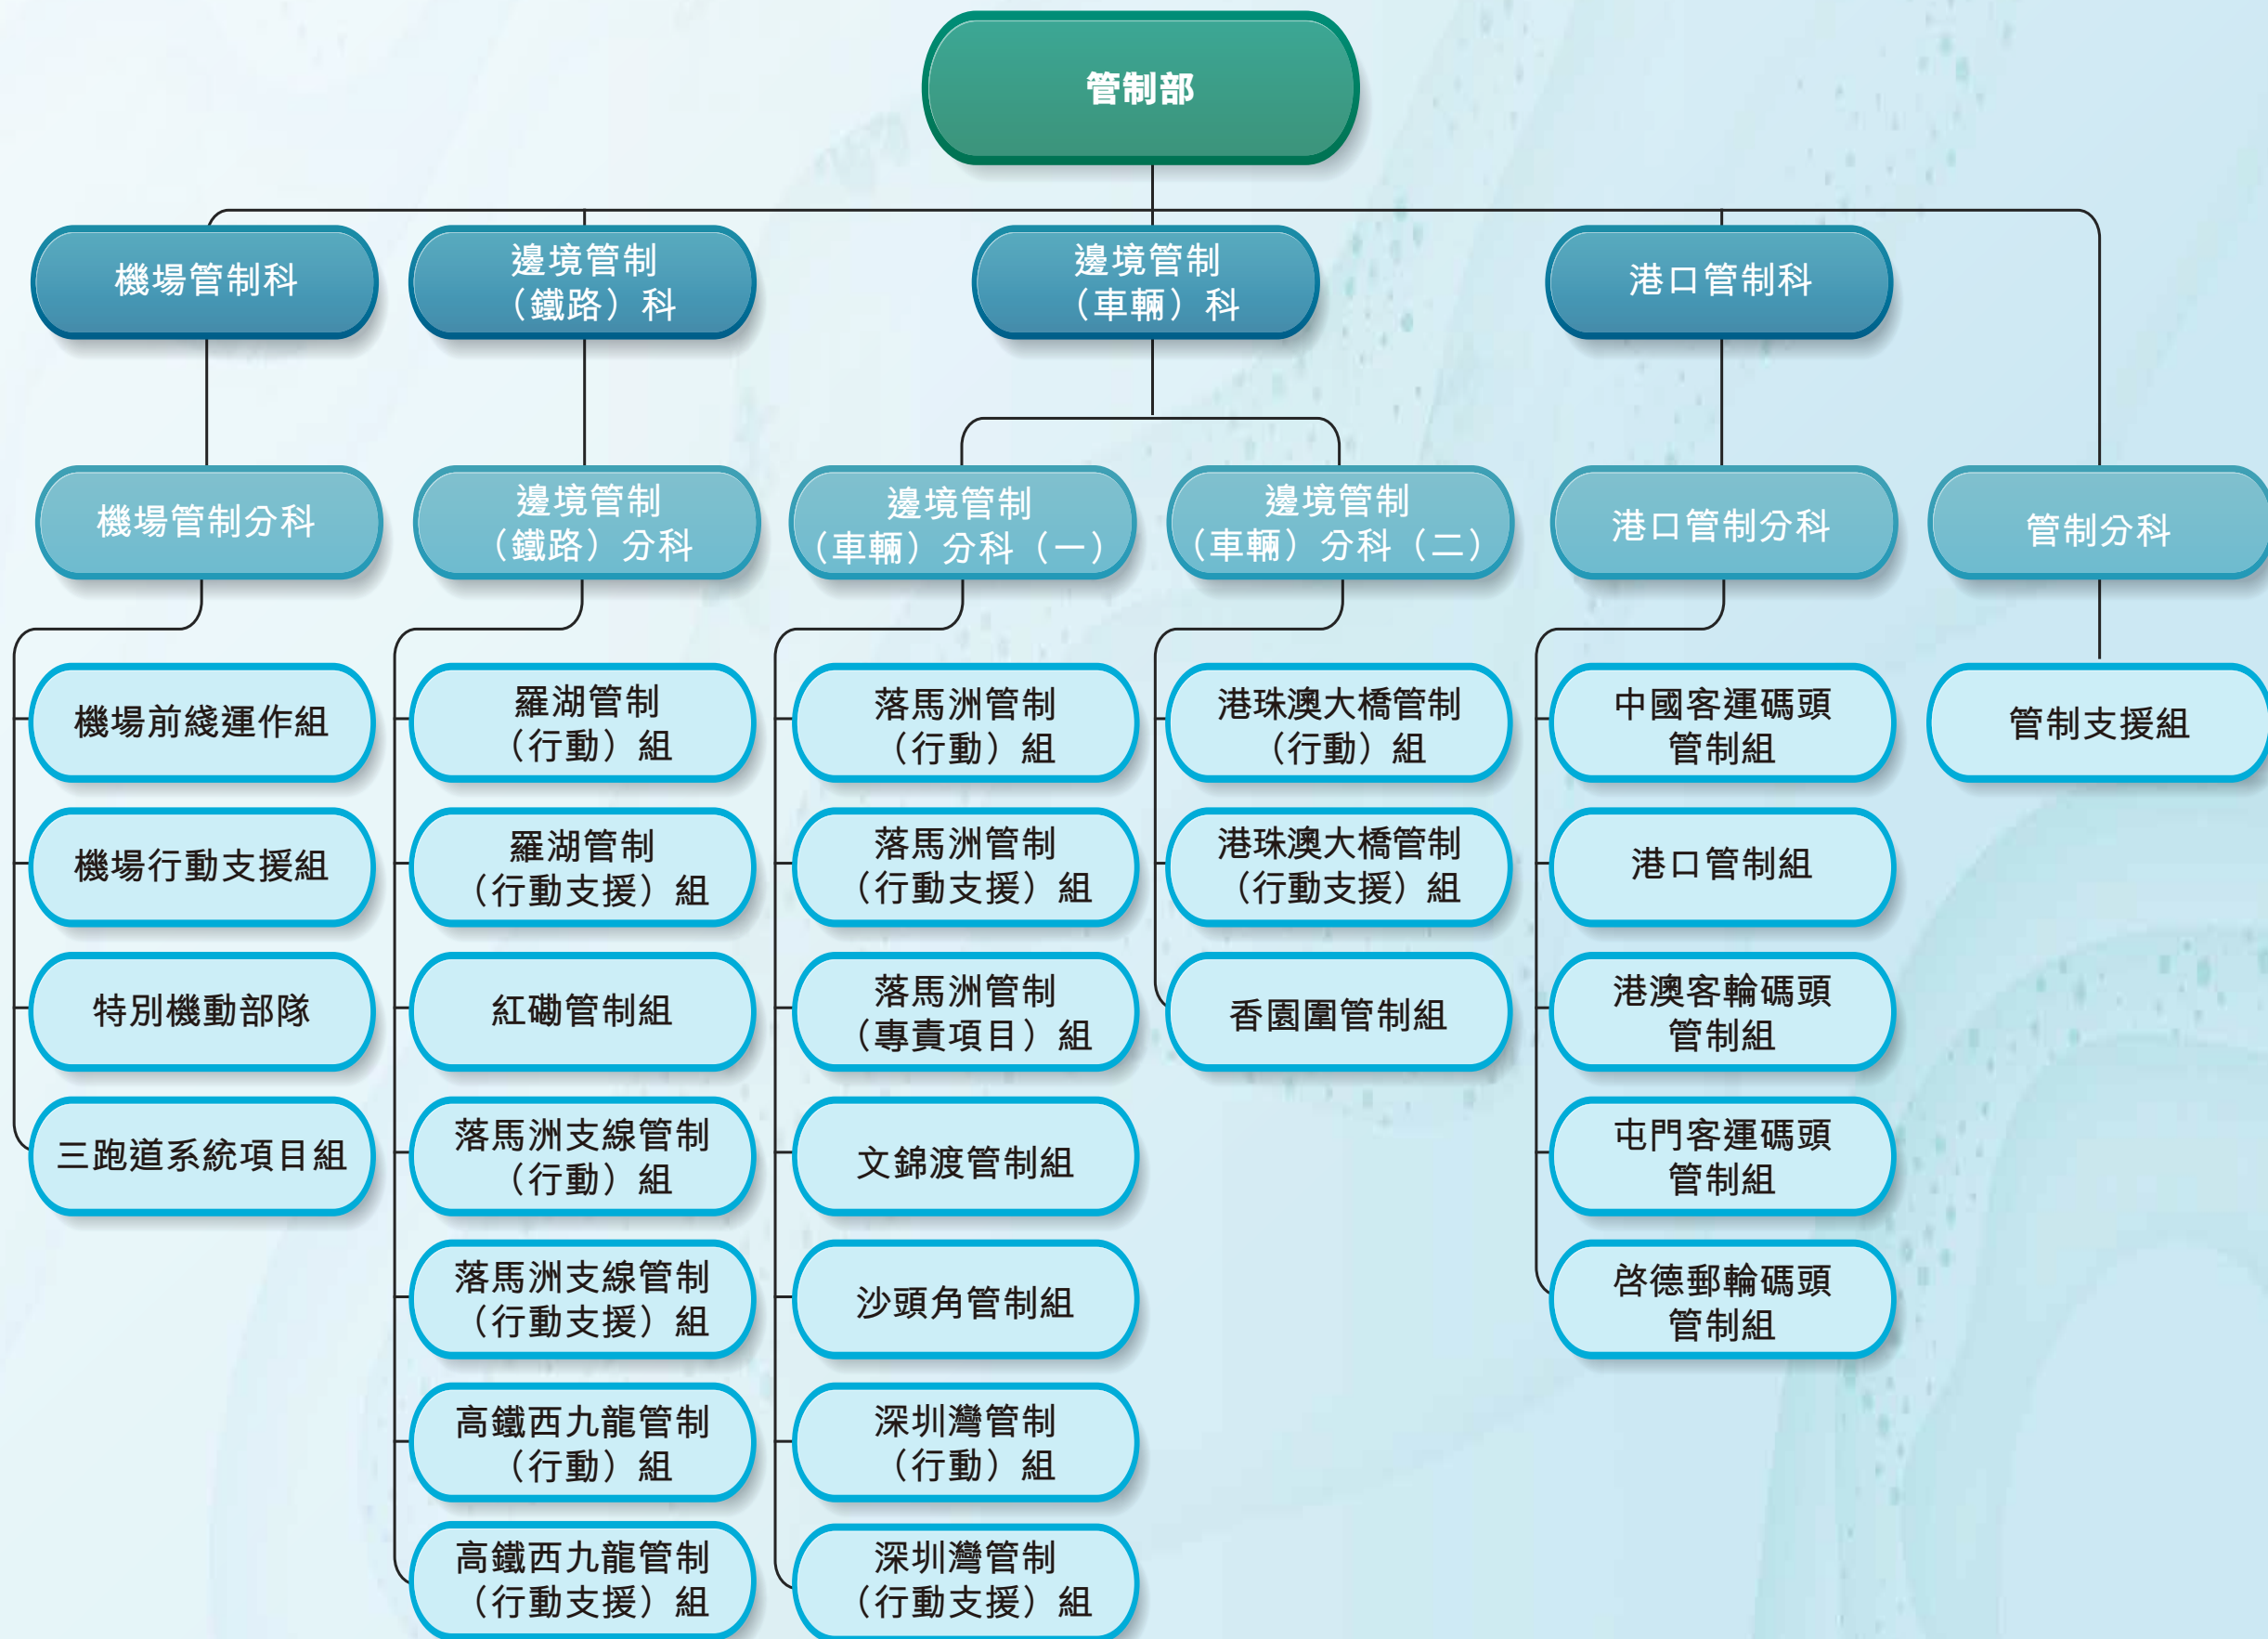 管制部
機場管制科
邊境管制
（鐵路）科
邊境管制
（車輛）科
港口管制科
機場管制分科
邊境管制
（鐵路）分科
邊境管制
（車輛）分科（一）
邊境管制
（車輛）分科（二）
港口管制分科
管制分科
機場前綫運作組
機場行動支援組
特別機動部隊
三跑道系統項目組
羅湖管制
（行動）組
羅湖管制
（行動支援）組
紅磡管制組
落馬洲支線管制
（行動）組
落馬洲支線管制
（行動支援）組
高鐵西九龍管制
（行動）組
高鐵西九龍管制
（行動支援）組
落馬洲管制
（行動）組
落馬洲管制
（行動支援）組
落馬洲管制
（專責項目）組
文錦渡管制組
沙頭角管制組
深圳灣管制
（行動）組
深圳灣管制
（行動支援）組
港珠澳大橋管制
（行動）組
港珠澳大橋管制
（行動支援）組
香園圍管制組
中國客運碼頭
管制組
港口管制組
港澳客輪碼頭
管制組
屯門客運碼頭
管制組
啓德郵輪碼頭
管制組
管制支援組